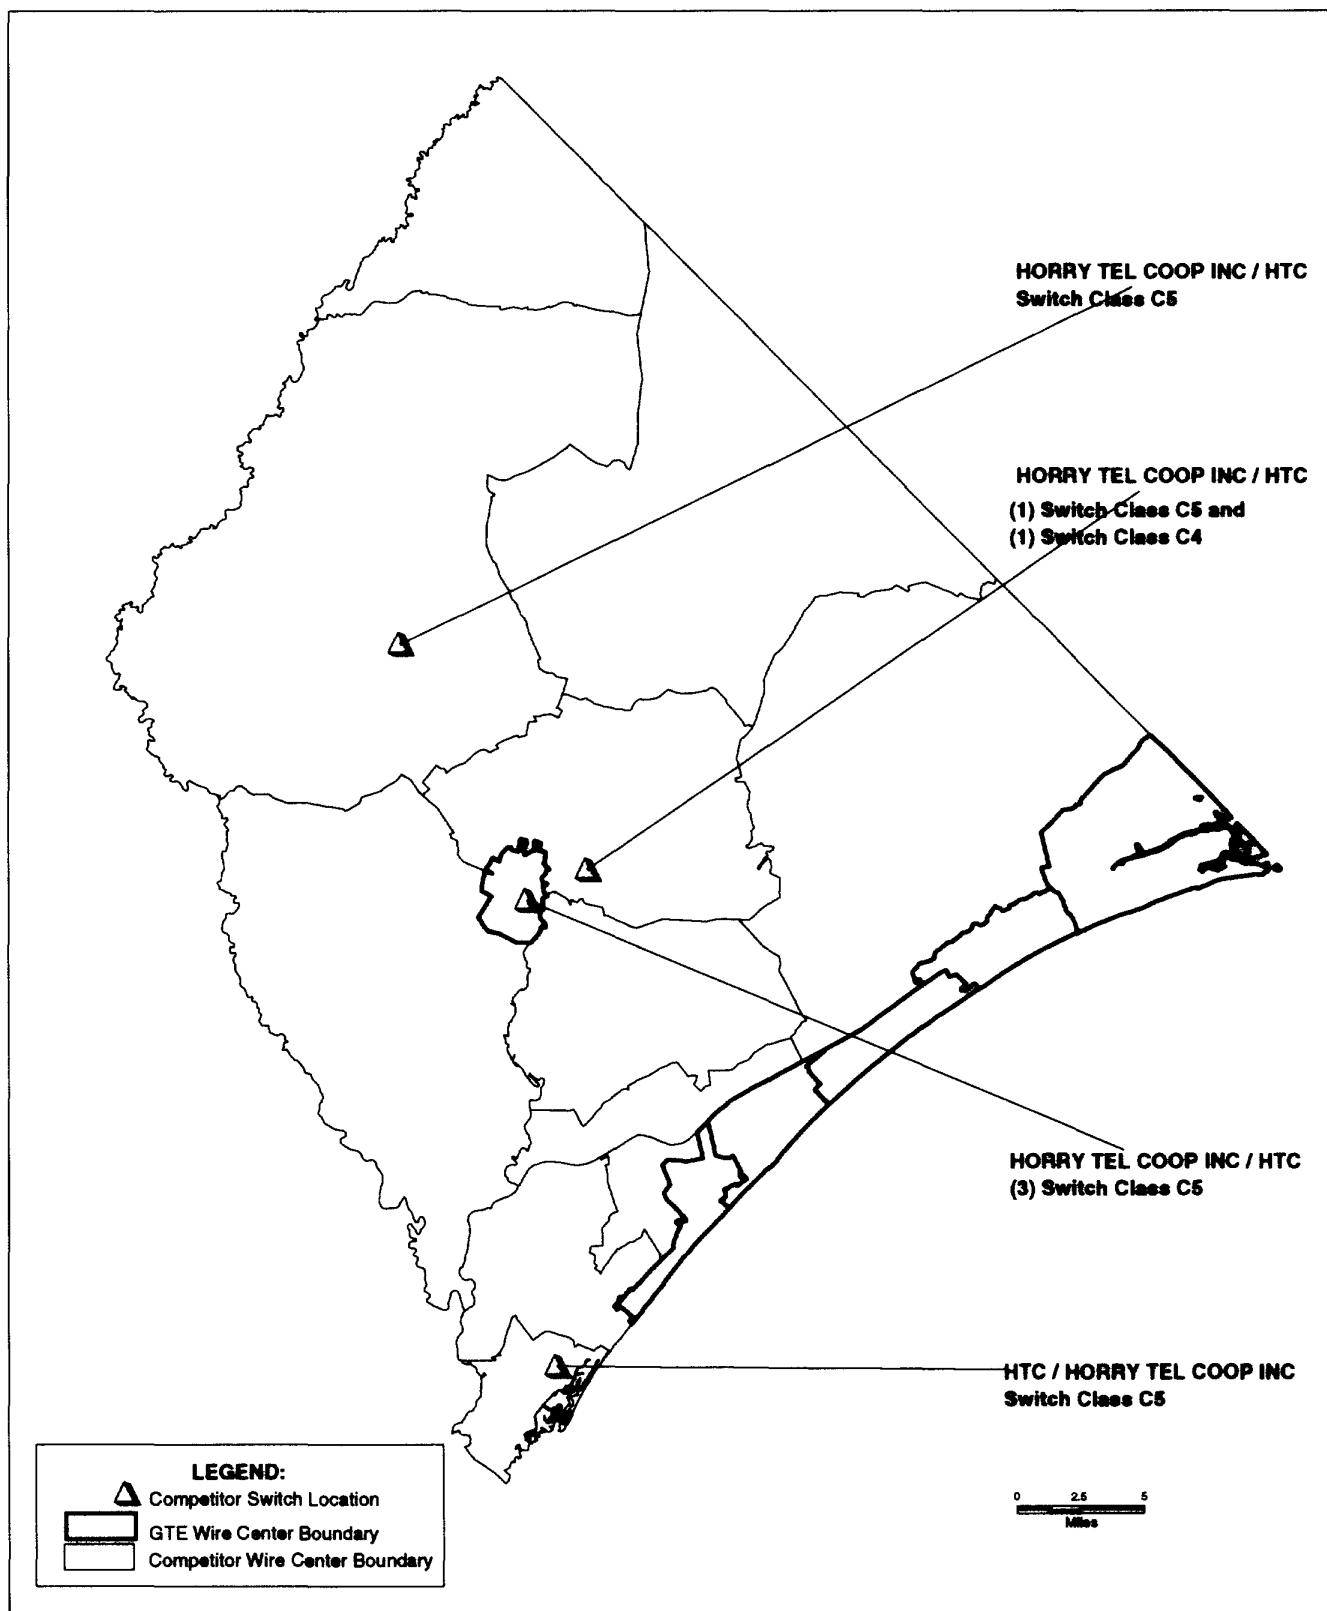 HORRY TEL COOP INC / HTC
Switch Class C5
HORRY TEL COOP INC / HTC
(1) Switch Class C5 and
(1) Switch Class C4
HORRY TEL COOP INC / HTC
(3) Switch Class C5
HTC / HORRY TEL COOP INC
Switch Class C5
LEGEND:
Competitor Switch Location
GTE Wire Center Boundary
Competitor Wire Center Boundary
0 2.5 5
Miles